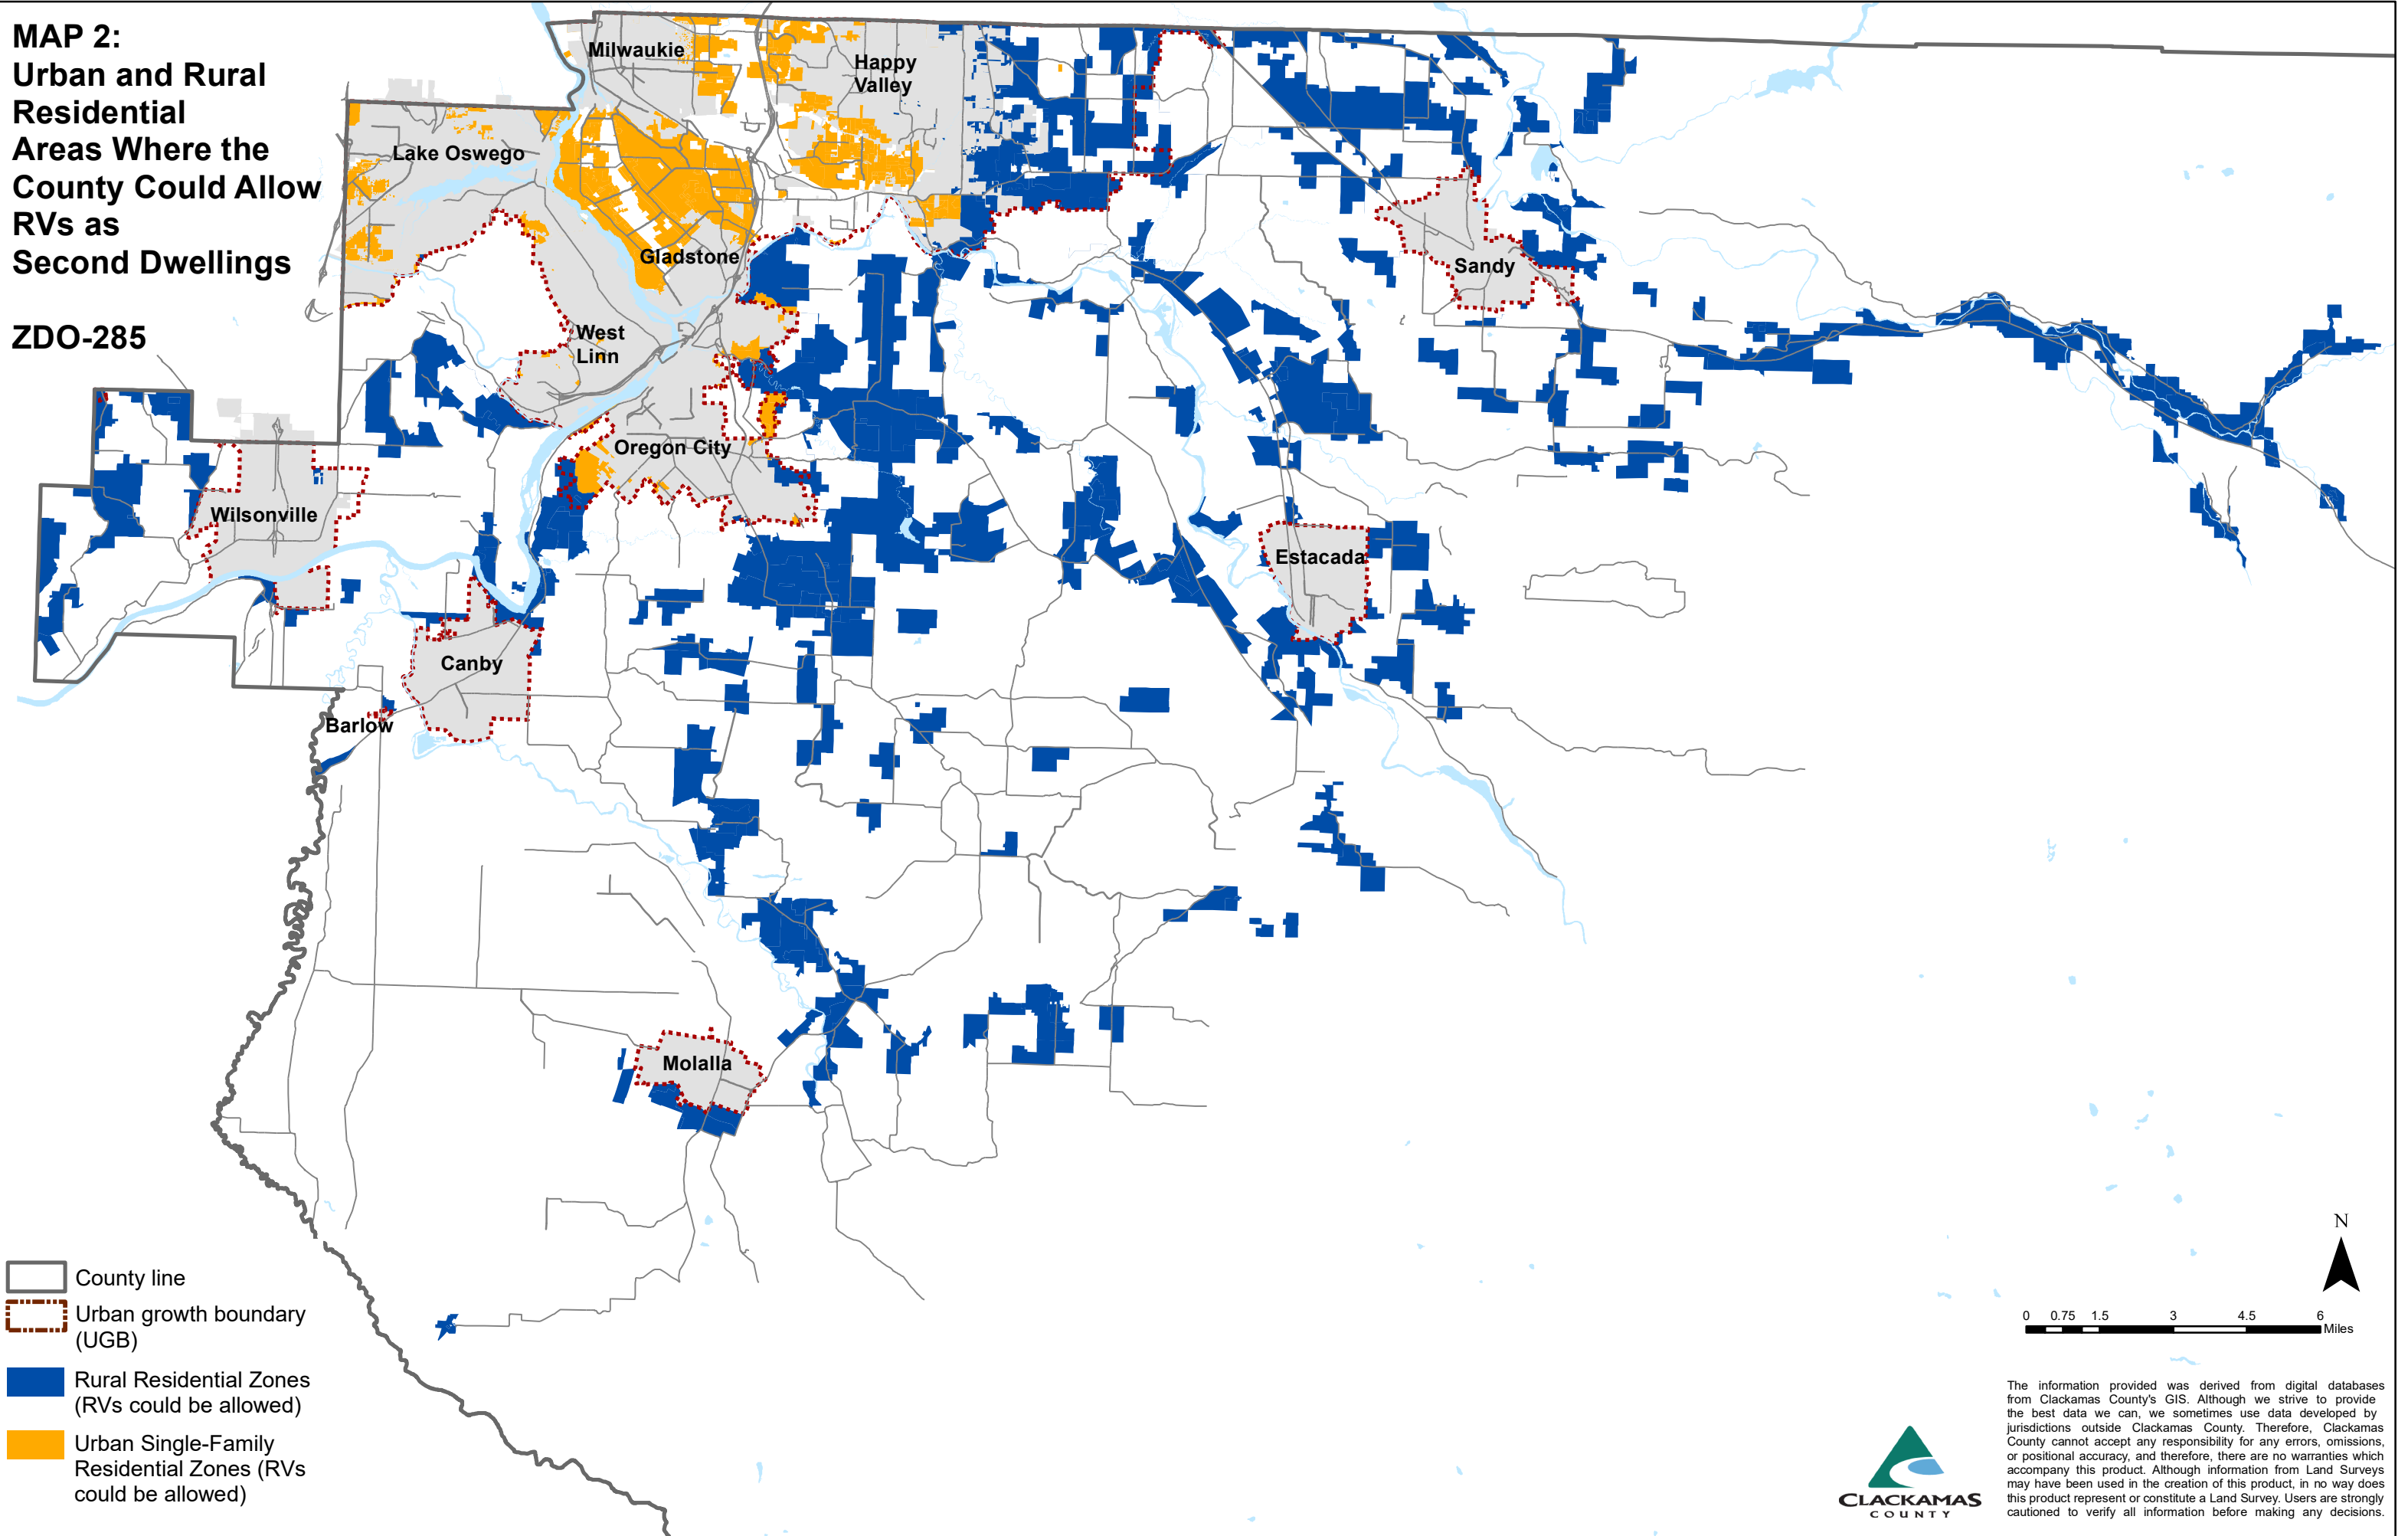 MAP 2:
Urban and Rural
Residential
Areas Where the
County Could Allow
RVs as
Second Dwellings
ZDO-285
Milwaukie
Happy
Valley
Lake Oswego
Gladstone
Sandy
West
Linn
Oregon City
Wilsonville
Estacada
Canby
Barlow
Molalla
County line
Urban growth boundary
(UGB)
Rural Residential Zones
(RVs could be allowed)
Urban Single-Family
Residential Zones (RVs
could be allowed)
N
0 0.75 1.5 3 4.5 6
Miles
CLACKAMAS
COUNTY
The information provided was derived from digital databases
from Clackamas County's GIS. Although we strive to provide
the best data we can, we sometimes use data developed by
jurisdictions outside Clackamas County. Therefore, Clackamas
County cannot accept any responsibility for any errors, omissions,
or positional accuracy, and therefore, there are no warranties which
accompany this product. Although information from Land Surveys
may have been used in the creation of this product, in no way does
this product represent or constitute a Land Survey. Users are strongly
cautioned to verify all information before making any decisions.